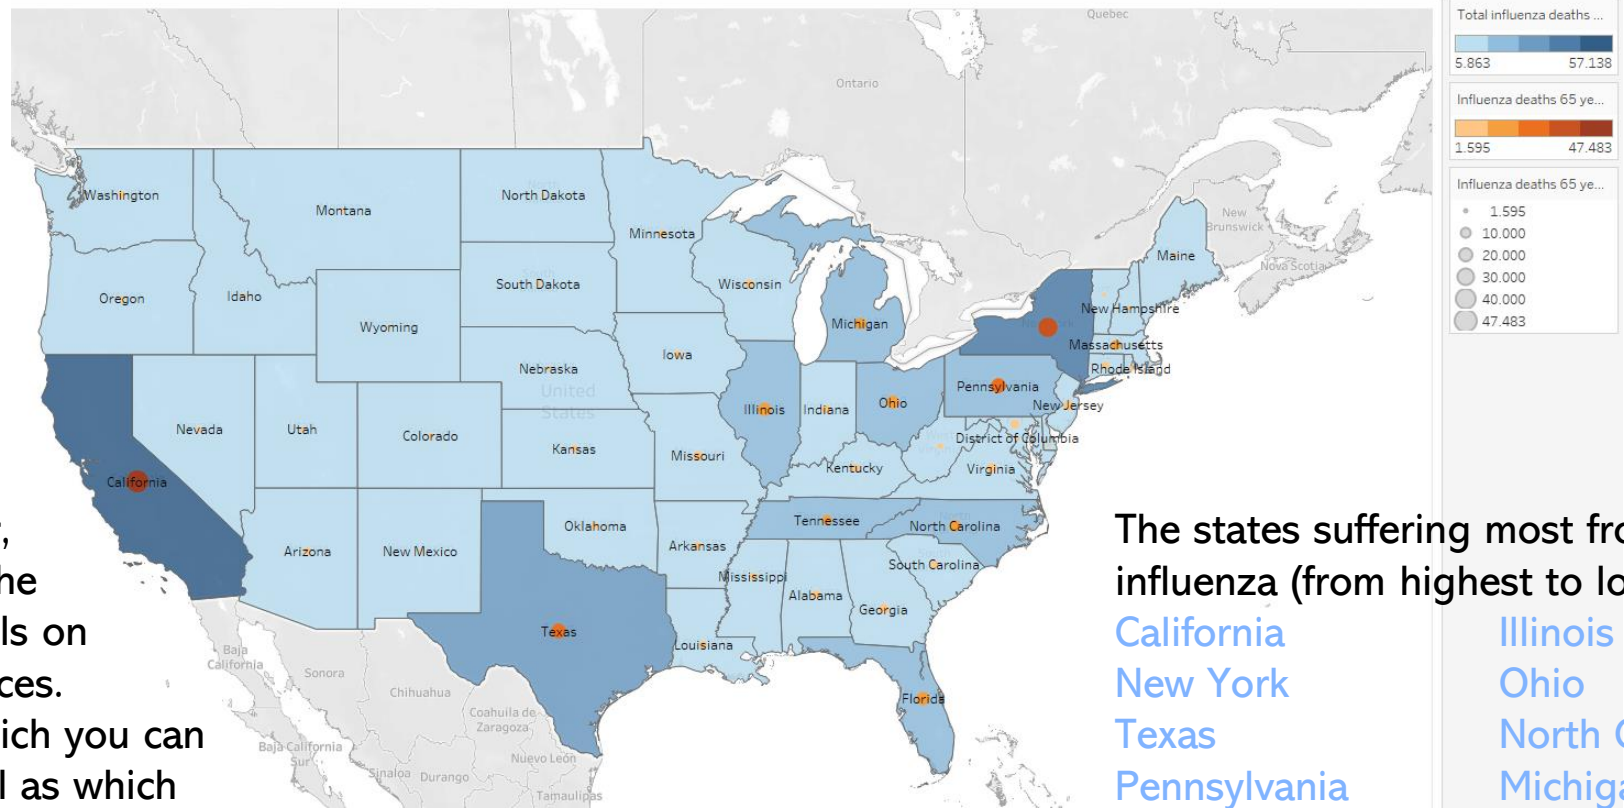 Quebec
Ontario
New Brunswick
Nova Scotia
Washington
Montana
North Dakota
Minnesota
Maine
Oregon
Idaho
South Dakota
Wisconsin
Wyoming
Michigan
New Hampshire
Massachusetts
Iowa
Rhode Island
Nebraska
Pennsylvania
United
States
Illinois
Indiana
Ohio
New Jersey
Nevada
Utah
Colorado
District of Columbia
Kansas
Missouri
Kentucky
Virginia
California
Tennessee
North Carolina
Oklahoma
Arizona
New Mexico
Arkansas
South Carolina
Mississippi
Alabama
Georgia
Texas
Louisiana
Florida
Baja
California
Sonora
Chihuahua
Coahuila de
Zaragoza
Baja California
Sur
Sinaloa
Durango
Nuevo León
Tamaulipas
Total influenza deaths ...
5.863 57.138
Influenza deaths 65 ye...
1.595 47.483
Influenza deaths 65 ye...
1.595
10.000
20.000
30.000
40.000
47.483
ls on
ces.
ich you can
l as which
The states suffering most fro
influenza (from highest to lo
California
New York
Texas
Pennsylvania
Illinois
Ohio
North C
Michiga